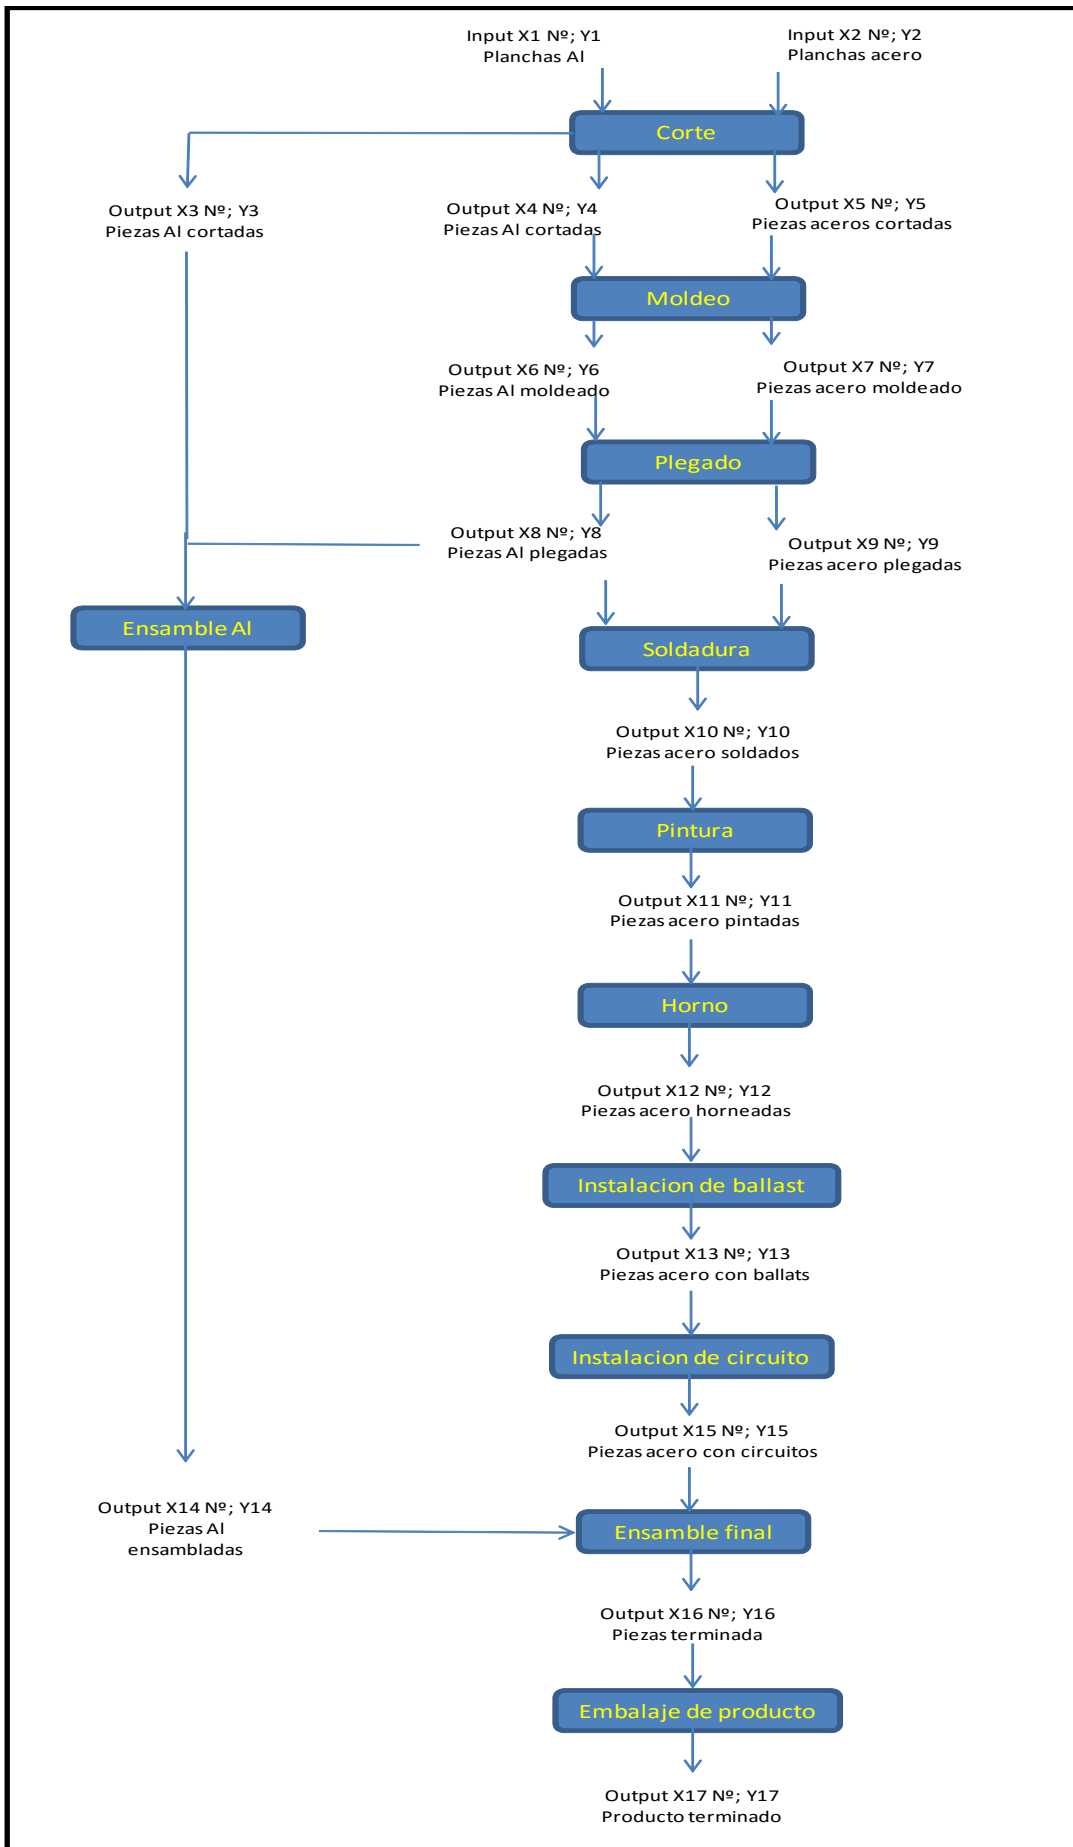 Input X1 Nº; Y1
Planchas Al
Input X2 Nº; Y2
Planchas acero
Corte
Output X3 Nº; Y3
Piezas Al cortadas
Output X4 Nº; Y4
Piezas Al cortadas
Output X5 Nº; Y5
Piezas aceros cortadas
Moldeo
Output X6 Nº; Y6
Piezas Al moldeado
Output X7 Nº; Y7
Piezas acero moldeado
Plegado
Output X8 Nº; Y8
Piezas Al plegadas
Output X9 Nº; Y9
Piezas acero plegadas
Ensamble Al
Soldadura
Output X10 Nº; Y10
Piezas acero soldados
Pintura
Output X11 Nº; Y11
Piezas acero pintadas
Horno
Output X12 Nº; Y12
Piezas acero horneadas
Instalacion de ballast
Output X13 Nº; Y13
Piezas acero con ballats
Instalacion de circuito
Output X15 Nº; Y15
Piezas acero con circuitos
Output X14 Nº; Y14
Piezas Al
ensambladas
Ensamble final
Output X16 Nº; Y16
Piezas terminada
Embalaje de producto
Output X17 Nº; Y17
Producto terminado